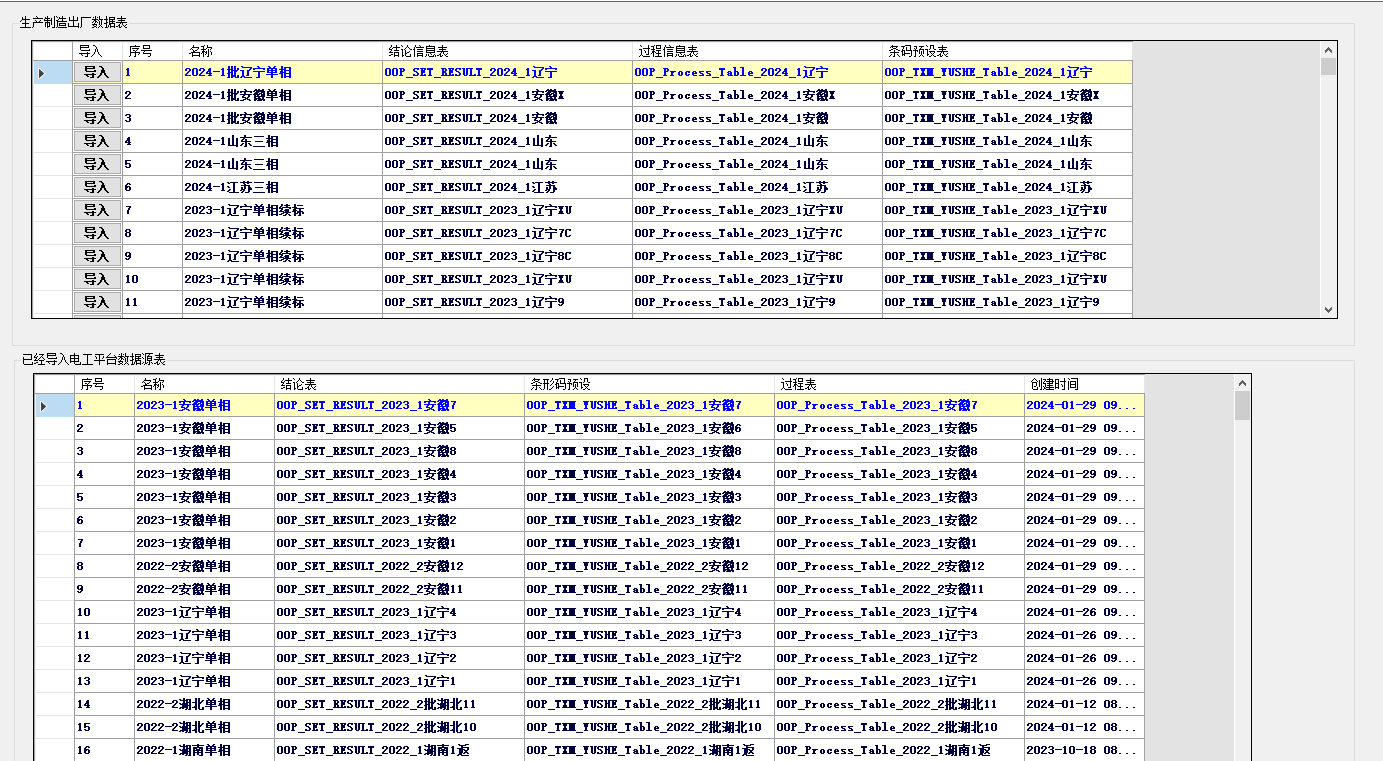 生产制造出厂数据表
导入 序号 名称 结论信息表 过程信息表 条码预设表
导入 1 2024-1批辽宁单相 OOP_SET_RESULT_2024_1辽宁 OOP_Process_Table_2024_1辽宁 OOP_TXM_YUSHE_Table_2024_1辽宁
导入 2 2024-1批安徽单相 OOP_SET_RESULT_2024_1安徽X OOP_Process_Table_2024_1安徽X OOP_TXM_YUSHE_Table_2024_1安徽X
导入 3 2024-1批安徽单相 OOP_SET_RESULT_2024_1安徽 OOP_Process_Table_2024_1安徽 OOP_TXM_YUSHE_Table_2024_1安徽
导入 4 2024-1山东三相 OOP_SET_RESULT_2024_1山东 OOP_Process_Table_2024_1山东 OOP_TXM_YUSHE_Table_2024_1山东
导入 5 2024-1山东三相 OOP_SET_RESULT_2024_1山东 OOP_Process_Table_2024_1山东 OOP_TXM_YUSHE_Table_2024_1山东
导入 6 2024-1江苏三相 OOP_SET_RESULT_2024_1江苏 OOP_Process_Table_2024_1江苏 OOP_TXM_YUSHE_Table_2024_1江苏
导入 7 2023-1辽宁单相续标 OOP_SET_RESULT_2023_1辽宁XU OOP_Process_Table_2023_1辽宁XU OOP_TXM_YUSHE_Table_2023_1辽宁XU
导入 8 2023-1辽宁单相续标 OOP_SET_RESULT_2023_1辽宁7C OOP_Process_Table_2023_1辽宁7C OOP_TXM_YUSHE_Table_2023_1辽宁7C
导入 9 2023-1辽宁单相续标 OOP_SET_RESULT_2023_1辽宁8C OOP_Process_Table_2023_1辽宁8C OOP_TXM_YUSHE_Table_2023_1辽宁8C
导入 10 2023-1辽宁单相续标 OOP_SET_RESULT_2023_1辽宁XU OOP_Process_Table_2023_1辽宁XU OOP_TXM_YUSHE_Table_2023_1辽宁XU
导入 11 2023-1辽宁单相续标 OOP_SET_RESULT_2023_1辽宁9 OOP_Process_Table_2023_1辽宁9 OOP_TXM_YUSHE_Table_2023_1辽宁9
已经导入电工平台数据源表
序号 名称 结论表 条形码预设 过程表 创建时间
1 2023-1安徽单相 OOP_SET_RESULT_2023_1安徽7 OOP_TXM_YUSHE_Table_2023_1安徽7 OOP_Process_Table_2023_1安徽7 2024-01-29 09...
2 2023-1安徽单相 OOP_SET_RESULT_2023_1安徽5 OOP_TXM_YUSHE_Table_2023_1安徽6 OOP_Process_Table_2023_1安徽5 2024-01-29 09...
3 2023-1安徽单相 OOP_SET_RESULT_2023_1安徽8 OOP_TXM_YUSHE_Table_2023_1安徽8 OOP_Process_Table_2023_1安徽8 2024-01-29 09...
4 2023-1安徽单相 OOP_SET_RESULT_2023_1安徽4 OOP_TXM_YUSHE_Table_2023_1安徽4 OOP_Process_Table_2023_1安徽4 2024-01-29 09...
5 2023-1安徽单相 OOP_SET_RESULT_2023_1安徽3 OOP_TXM_YUSHE_Table_2023_1安徽3 OOP_Process_Table_2023_1安徽3 2024-01-29 09...
6 2023-1安徽单相 OOP_SET_RESULT_2023_1安徽2 OOP_TXM_YUSHE_Table_2023_1安徽2 OOP_Process_Table_2023_1安徽2 2024-01-29 09...
7 2023-1安徽单相 OOP_SET_RESULT_2023_1安徽1 OOP_TXM_YUSHE_Table_2023_1安徽1 OOP_Process_Table_2023_1安徽1 2024-01-29 09...
8 2022-2安徽单相 OOP_SET_RESULT_2022_2安徽12 OOP_TXM_YUSHE_Table_2022_2安徽12 OOP_Process_Table_2022_2安徽12 2024-01-29 09...
9 2022-2安徽单相 OOP_SET_RESULT_2022_2安徽11 OOP_TXM_YUSHE_Table_2022_2安徽11 OOP_Process_Table_2022_2安徽11 2024-01-29 09...
10 2023-1辽宁单相 OOP_SET_RESULT_2023_1辽宁4 OOP_TXM_YUSHE_Table_2023_1辽宁4 OOP_Process_Table_2023_1辽宁4 2024-01-26 09...
11 2023-1辽宁单相 OOP_SET_RESULT_2023_1辽宁3 OOP_TXM_YUSHE_Table_2023_1辽宁3 OOP_Process_Table_2023_1辽宁3 2024-01-26 09...
12 2023-1辽宁单相 OOP_SET_RESULT_2023_1辽宁2 OOP_TXM_YUSHE_Table_2023_1辽宁2 OOP_Process_Table_2023_1辽宁2 2024-01-26 09...
13 2023-1辽宁单相 OOP_SET_RESULT_2023_1辽宁1 OOP_TXM_YUSHE_Table_2023_1辽宁1 OOP_Process_Table_2023_1辽宁1 2024-01-26 09...
14 2022-2湖北单相 OOP_SET_RESULT_2022_2批湖北11 OOP_TXM_YUSHE_Table_2022_2批湖北11 OOP_Process_Table_2022_2批湖北11 2024-01-12 08...
15 2022-2湖北单相 OOP_SET_RESULT_2022_2批湖北10 OOP_TXM_YUSHE_Table_2022_2批湖北10 OOP_Process_Table_2022_2批湖北10 2024-01-12 08...
16 2022-1湖南单相 OOP_SET_RESULT_2022_1湖南1返 OOP_TXM_YUSHE_Table_2022_1湖南1返 OOP_Process_Table_2022_1湖南1返 2023-10-18 08...